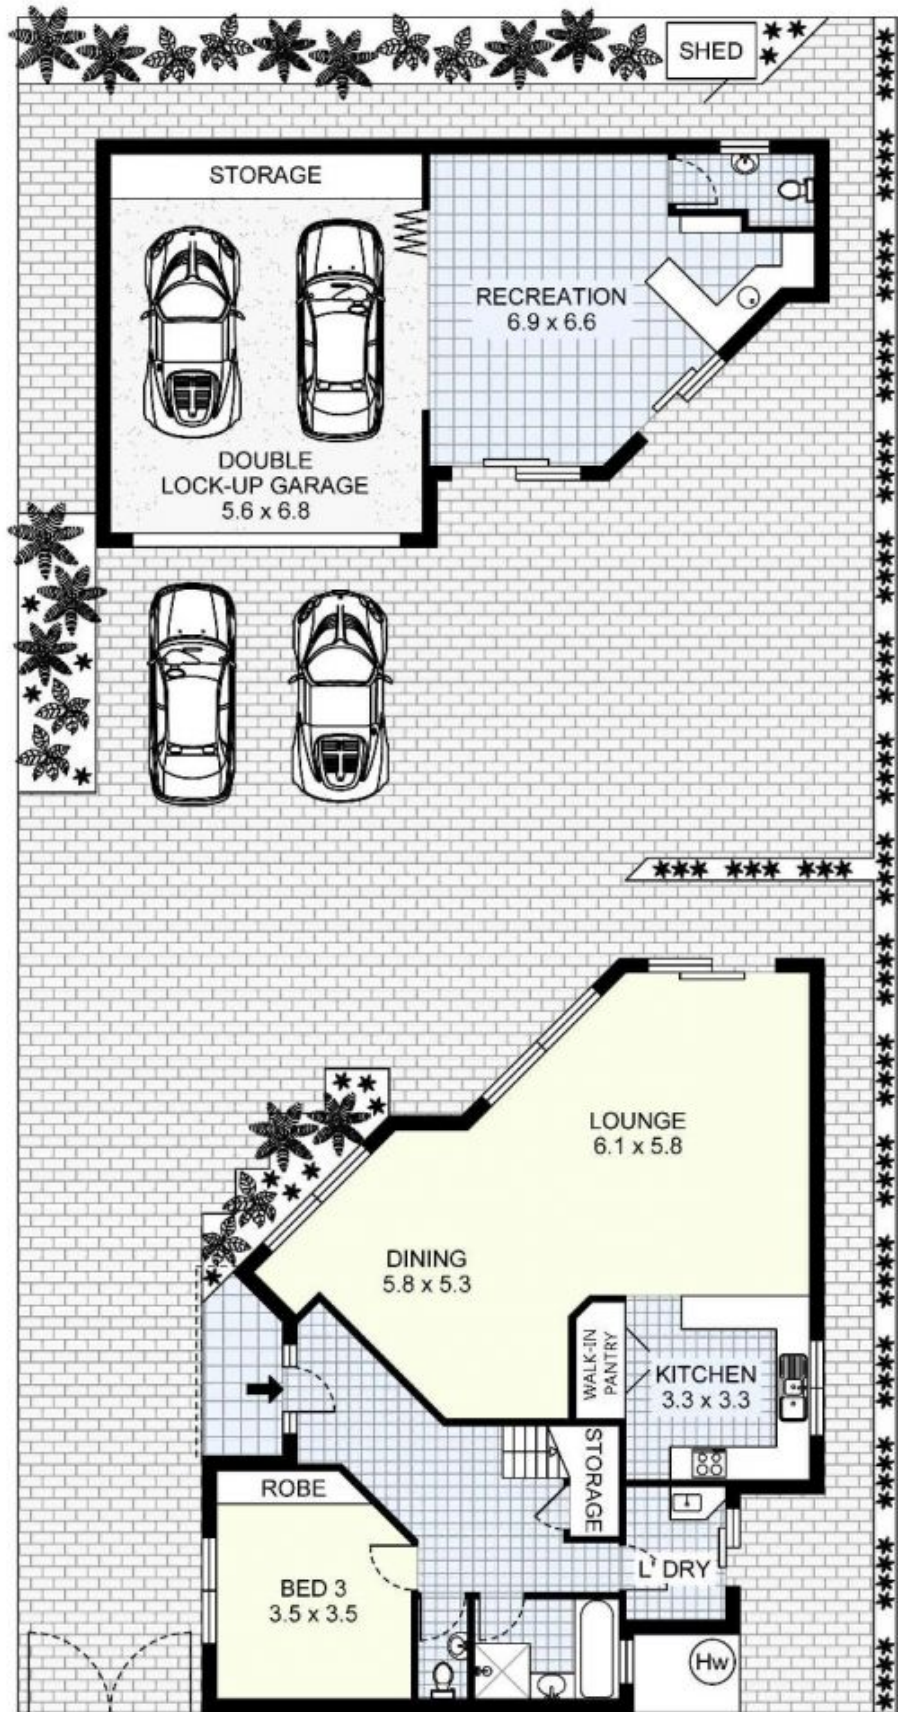 SHED
STORAGE
RECREATION
6.9 x 6.6
DOUBLE
LOCK-UP GARAGE
5.6 x 6.8
LOUNGE
6.1 x 5.8
DINING
5.8 x 5.3
WALK-IN
PANTRY
KITCHEN
3.3 x 3.3
STORAGE
ROBE
BED 3
3.5 x 3.5
L' DRY
Hw